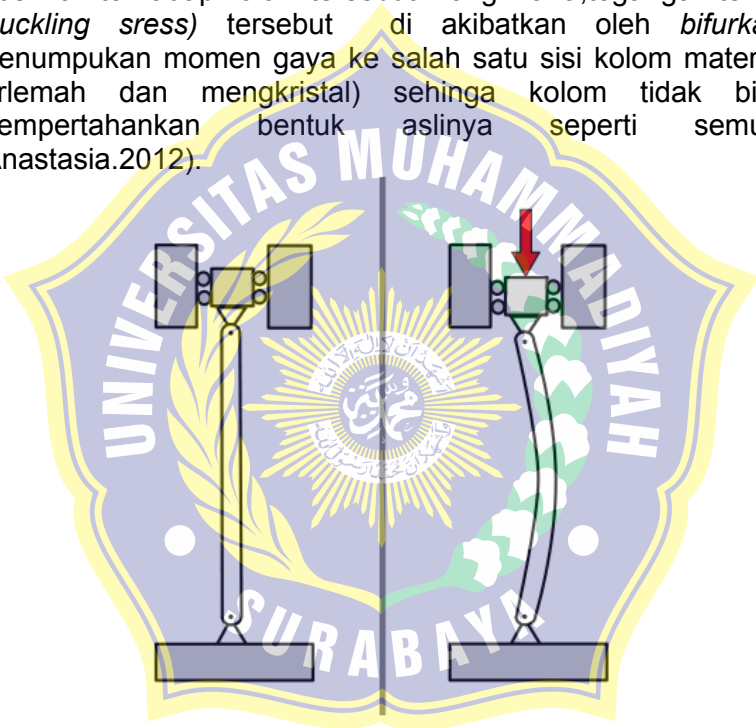 uckling sress) tersebut di akibatkan oleh bifurka
enumpukan momen gaya ke salah satu sisi kolom mater
rlemah dan mengkristal) sehinga kolom tidak bi
empertahankan bentuk aslinya seperti semu
nastasia.2012).
UNIVERSITAS MUHAMMADIYAH
SURABAYA